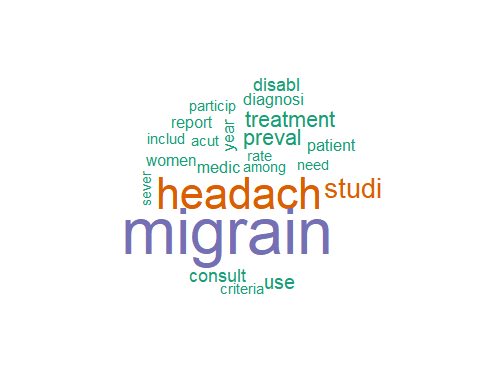 disabl
particip diagnosi
report year treatment
includ acut preval patient
women medic rate among need
sever headach studi
migrain
consult use
criteria